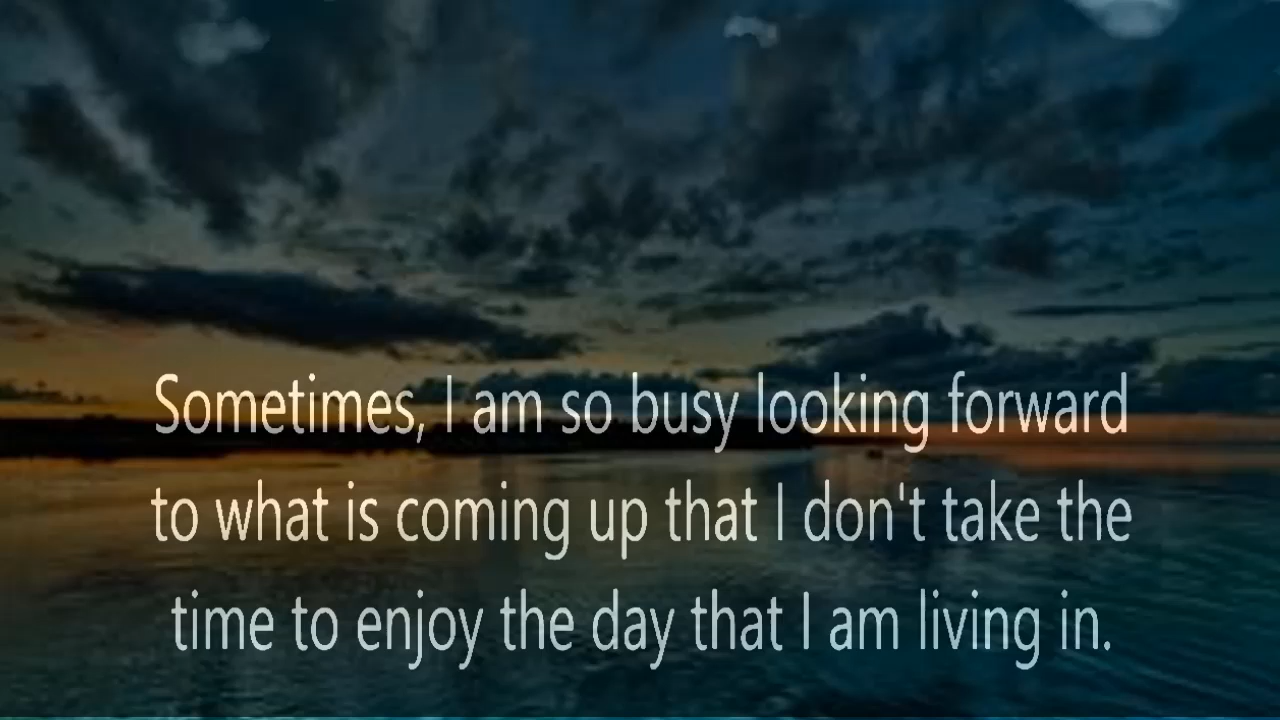 Sometimes, I am so busy looking forward
to what is coming up that I don't take the
time to enjoy the day that I am living in.